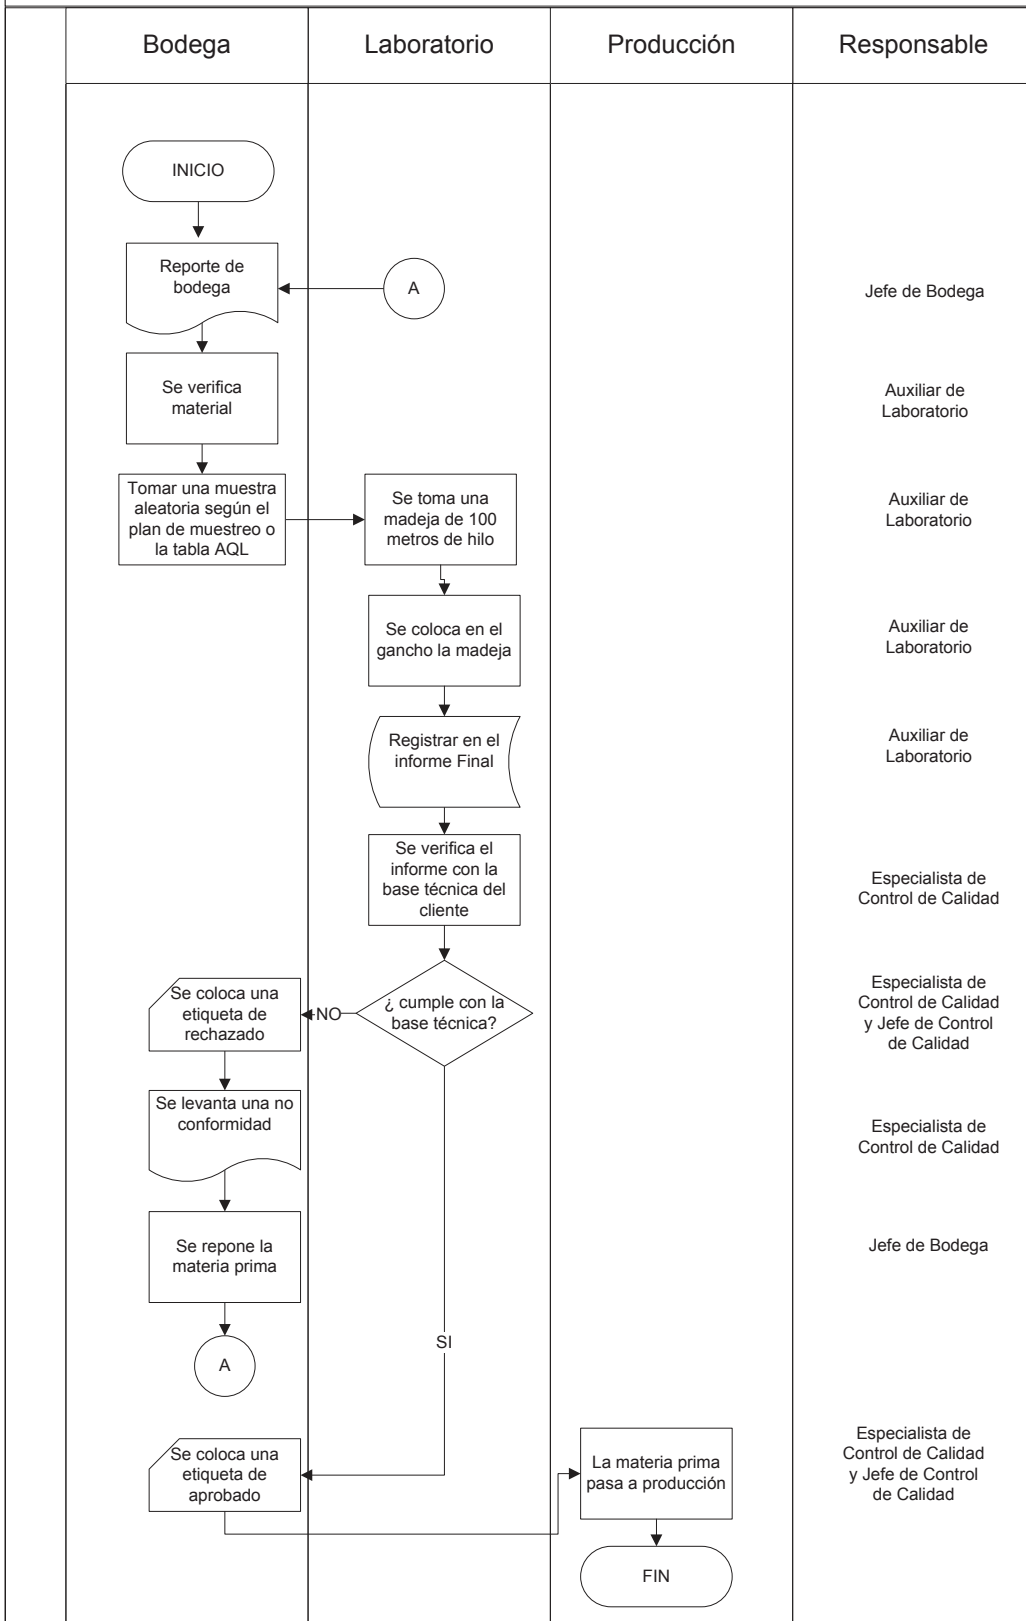 Bodega
Laboratorio
Producción
Responsable
INICIO
Reporte de
bodega
A
Jefe de Bodega
Se verifica
material
Auxiliar de
Laboratorio
Tomar una muestra
aleatoria según el
plan de muestreo o
la tabla AQL
Se toma una
madeja de 100
metros de hilo
Auxiliar de
Laboratorio
Se coloca en el
gancho la madeja
Auxiliar de
Laboratorio
Registrar en el
informe Final
Auxiliar de
Laboratorio
Se verifica el
informe con la
base técnica del
cliente
Especialista de
Control de Calidad
Se coloca una
etiqueta de
rechazado
NO
¿ cumple con la
base técnica?
Especialista de
Control de Calidad
y Jefe de Control
de Calidad
Se levanta una no
conformidad
Especialista de
Control de Calidad
Se repone la
materia prima
Jefe de Bodega
SI
A
Se coloca una
etiqueta de
aprobado
La materia prima
pasa a producción
Especialista de
Control de Calidad
y Jefe de Control
de Calidad
FIN